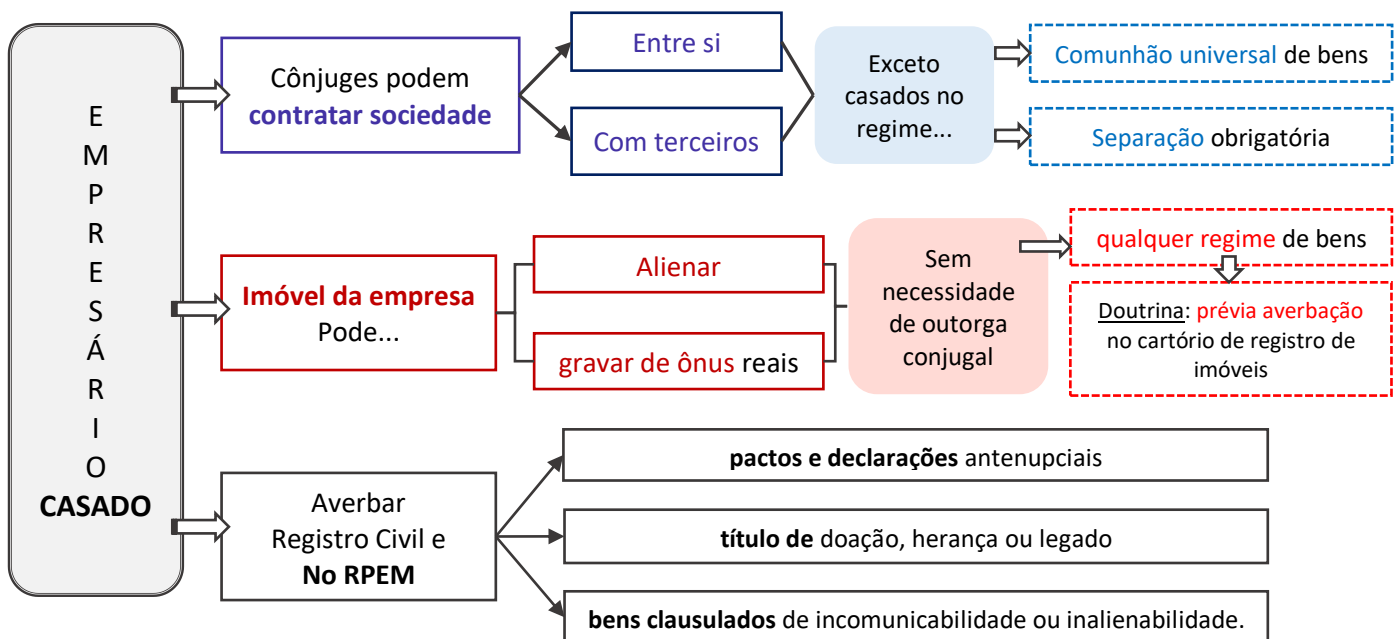 E
M
P
R
E
S
Á
R
I
O
CASADO
Cônjuges podem
contratar sociedade
Entre si
Com terceiros
Exceto
casados no
regime...
Comunhão universal de bens
Separação obrigatória
Imóvel da empresa
Pode...
Alienar
gravar de ônus reais
Sem
necessidade
de outorga
conjugal
qualquer regime de bens
Doutrina: prévia averbação
no cartório de registro de
imóveis
Averbar
Registro Civil e
No RPEM
pactos e declarações antenupciais
título de doação, herança ou legado
bens clausulados de incomunicabilidade ou inalienabilidade.